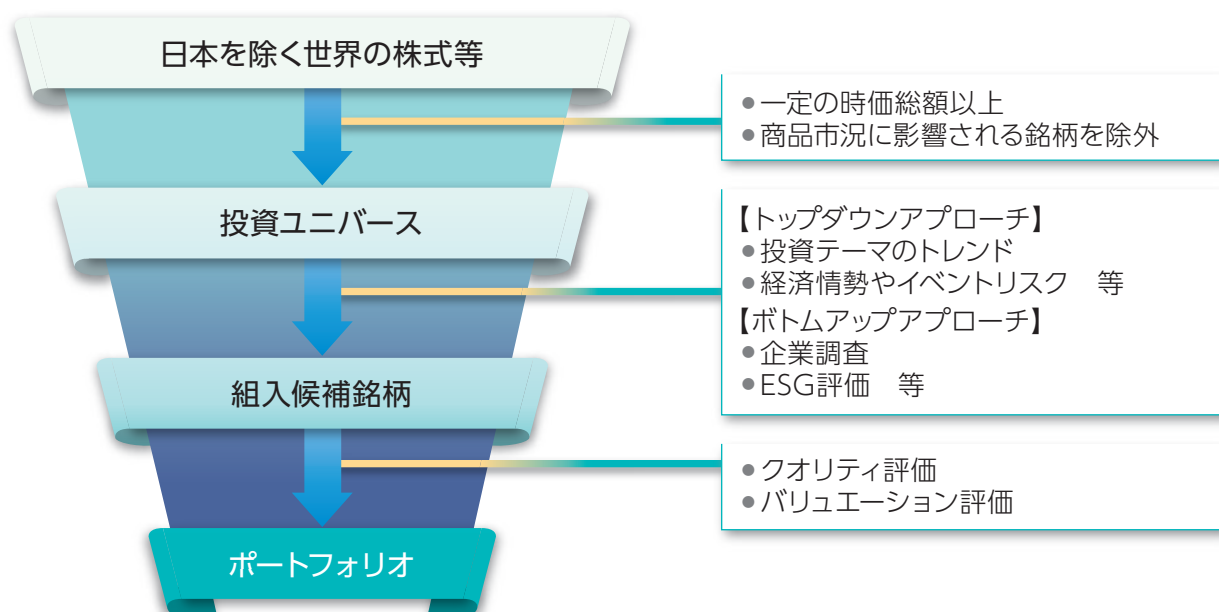 日本を除く世界の株式等
●一定の時価総額以上
●商品市況に影響される銘柄を除外
投資ユニバース
【トップダウンアプローチ】
●投資テーマのトレンド
●経済情勢やイベントリスク　等
【ボトムアップアプローチ】
●企業調査
●ESG評価　等
組入候補銘柄
●クオリティ評価
●バリュエーション評価
ポートフォリオ